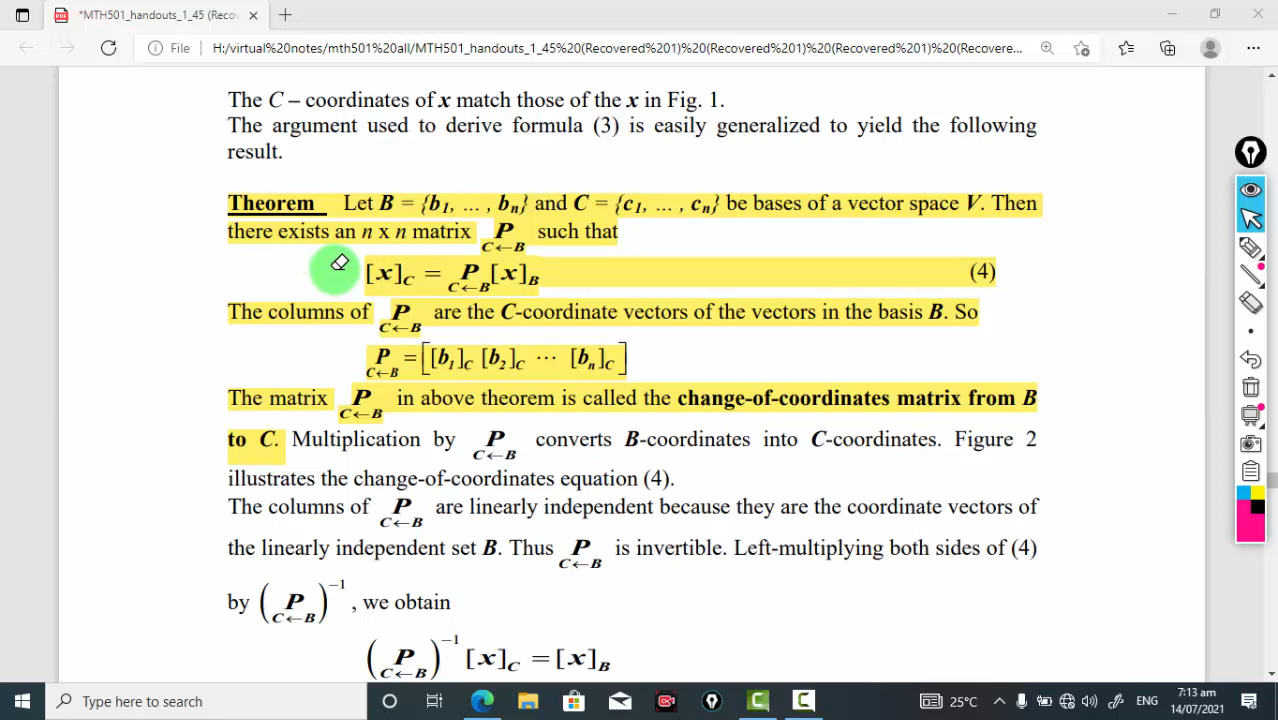 *MTH501_handouts_1_45 (Reco
File H:/virtual%20notes/mth501%20all/MTH501_handouts_1_45%20(Recovered%201)%20(Recovered%201)%20(Recovered%201)%20(Recovere...
The C – coordinates of x match those of the x in Fig. 1.
The argument used to derive formula (3) is easily generalized to yield the following
result.
Theorem Let B = {b1, … , bn} and C = {c1, … , cn} be bases of a vector space V. Then
there exists an n x n matrix P C←B such that
[x]C = P C←B [x]B (4)
The columns of P C←B are the C-coordinate vectors of the vectors in the basis B. So
P C←B = [[b1]C [b2]C ⋯ [bn]C]
The matrix P C←B in above theorem is called the change-of-coordinates matrix from B
to C. Multiplication by P C←B converts B-coordinates into C-coordinates. Figure 2
illustrates the change-of-coordinates equation (4).
The columns of P C←B are linearly independent because they are the coordinate vectors of
the linearly independent set B. Thus P C←B is invertible. Left-multiplying both sides of (4)
by (P C←B)−1, we obtain
(P C←B)−1 [x]C = [x]B
Type here to search
25°C ENG 7:13 am
14/07/2021